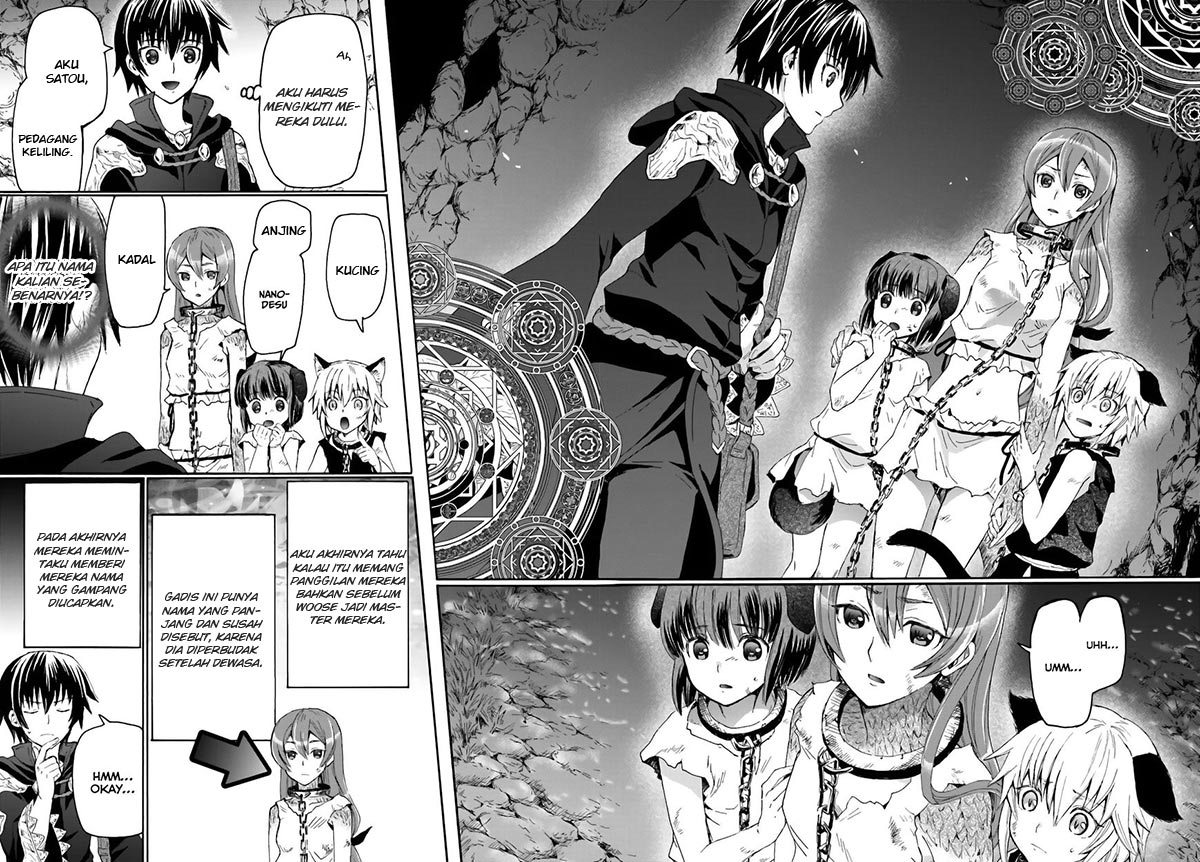 UHH...
UMM...
AH,
AKU HARUS
MENGIKUTI ME-
REKA DULU.
AKU
SATOU,
PEDAGANG
KELILING.
KUCING
ANJING
NANO-
DESU
KADAL
APA ITU NAMA
KALIAN SE-
BENARNYA!?
AKU AKHIRNYA TAHU
KALAU ITU MEMANG
PANGGILAN MEREKA
BAHKAN SEBELUM
WOOSE JADI MAS-
TER MEREKA.
GADIS INI PUNYA
NAMA YANG PAN-
JANG DAN SUSAH
DISEBUT, KARENA
DIA DIPERBUDAK
SETELAH DEWASA.
PADA AKHIRNYA
MEREKA MEMIN-
TAKU MEMBERI
MEREKA NAMA
YANG GAMPANG
DIUCAPKAN.
HMM...
OKAY...